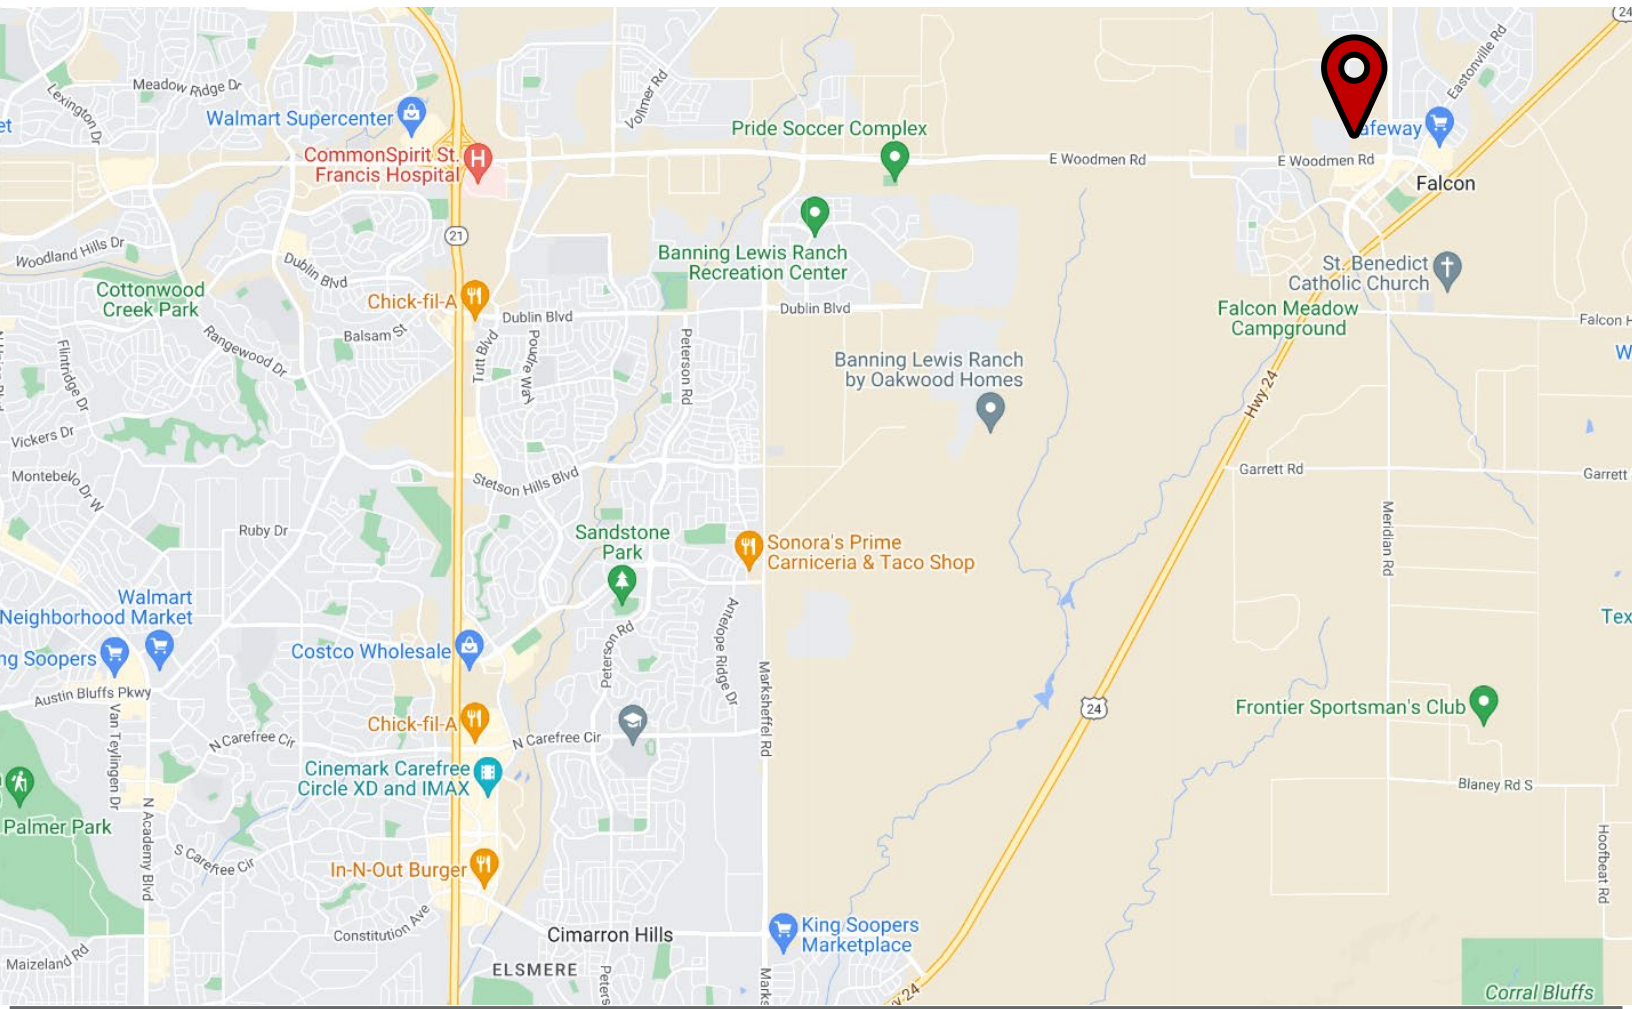 24
Meadow Ridge Dr
Lexington Dr
Vollmer Rd
Eastonville Rd
et
Walmart Supercenter
Pride Soccer Complex
afeway
CommonSpirit St.
Francis Hospital
H
E Woodmen Rd
E Woodmen Rd
Falcon
21
Woodland Hills Dr
Dublin Blvd
Banning Lewis Ranch
Recreation Center
St. Benedict
Catholic Church
Cottonwood
Creek Park
Chick-fil-A
Dublin Blvd
Dublin Blvd
Falcon Meadow
Campground
Falcon H
Balsam St
Rangewood Dr
Flintridge Dr
Tutt Blvd
Poudre Way
Peterson Rd
Banning Lewis Ranch
by Oakwood Homes
W
Hwy 24
Vickers Dr
Montebello Dr W
Stetson Hills Blvd
Garrett Rd
Garrett
Ruby Dr
Sandstone
Park
Sonora's Prime
Carniceria & Taco Shop
Meridian Rd
Walmart
Neighborhood Market
Tex
ng Soopers
Costco Wholesale
Peterson Rd
Antelope Ridge Dr
Marksheffel Rd
Austin Bluffs Pkwy
Van Teylingen Dr
24
Frontier Sportsman's Club
Chick-fil-A
N Carefree Cir
N Carefree Cir
Cinemark Carefree
Circle XD and IMAX
Blaney Rd S
Palmer Park
N Academy Blvd
S Carefree Cir
Hoofbeat Rd
In-N-Out Burger
Constitution Ave
Cimarron Hills
King Soopers
Marketplace
Maizeland Rd
ELSMERE
Peters
Marks
24
Corral Bluffs